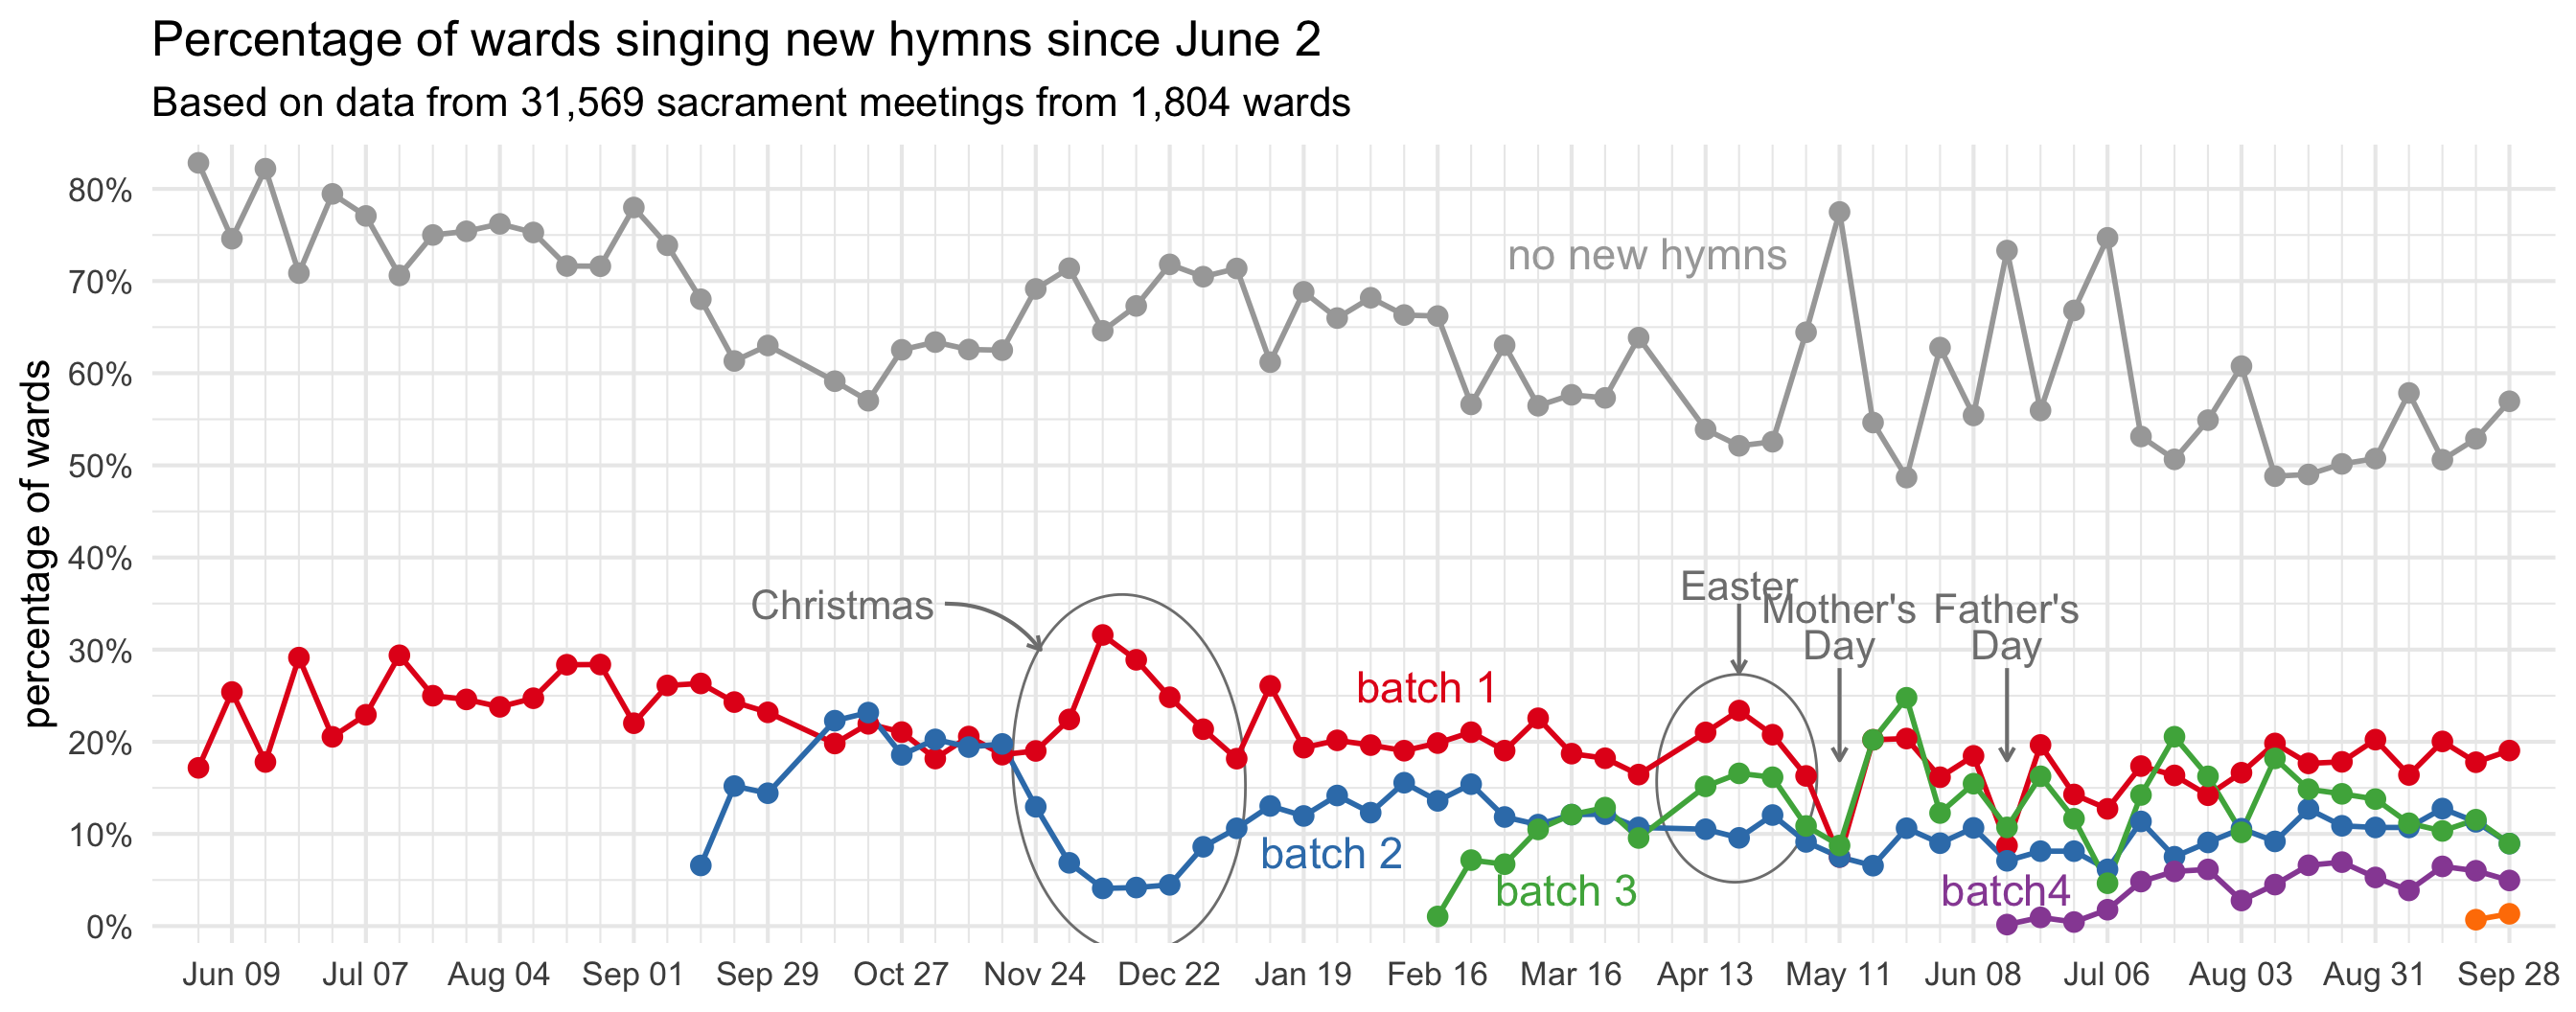 Percentage of wards singing new hymns since June 2
Based on data from 31,569 sacrament meetings from 1,804 wards
percentage of wards
80%
70%
60%
50%
40%
30%
20%
10%
0%
no new hymns
Christmas
Easter
Mother's
Day
Father's
Day
batch 1
batch 2
batch 3
batch4
Jun 09 Jul 07 Aug 04 Sep 01 Sep 29 Oct 27 Nov 24 Dec 22 Jan 19 Feb 16 Mar 16 Apr 13 May 11 Jun 08 Jul 06 Aug 03 Aug 31 Sep 28